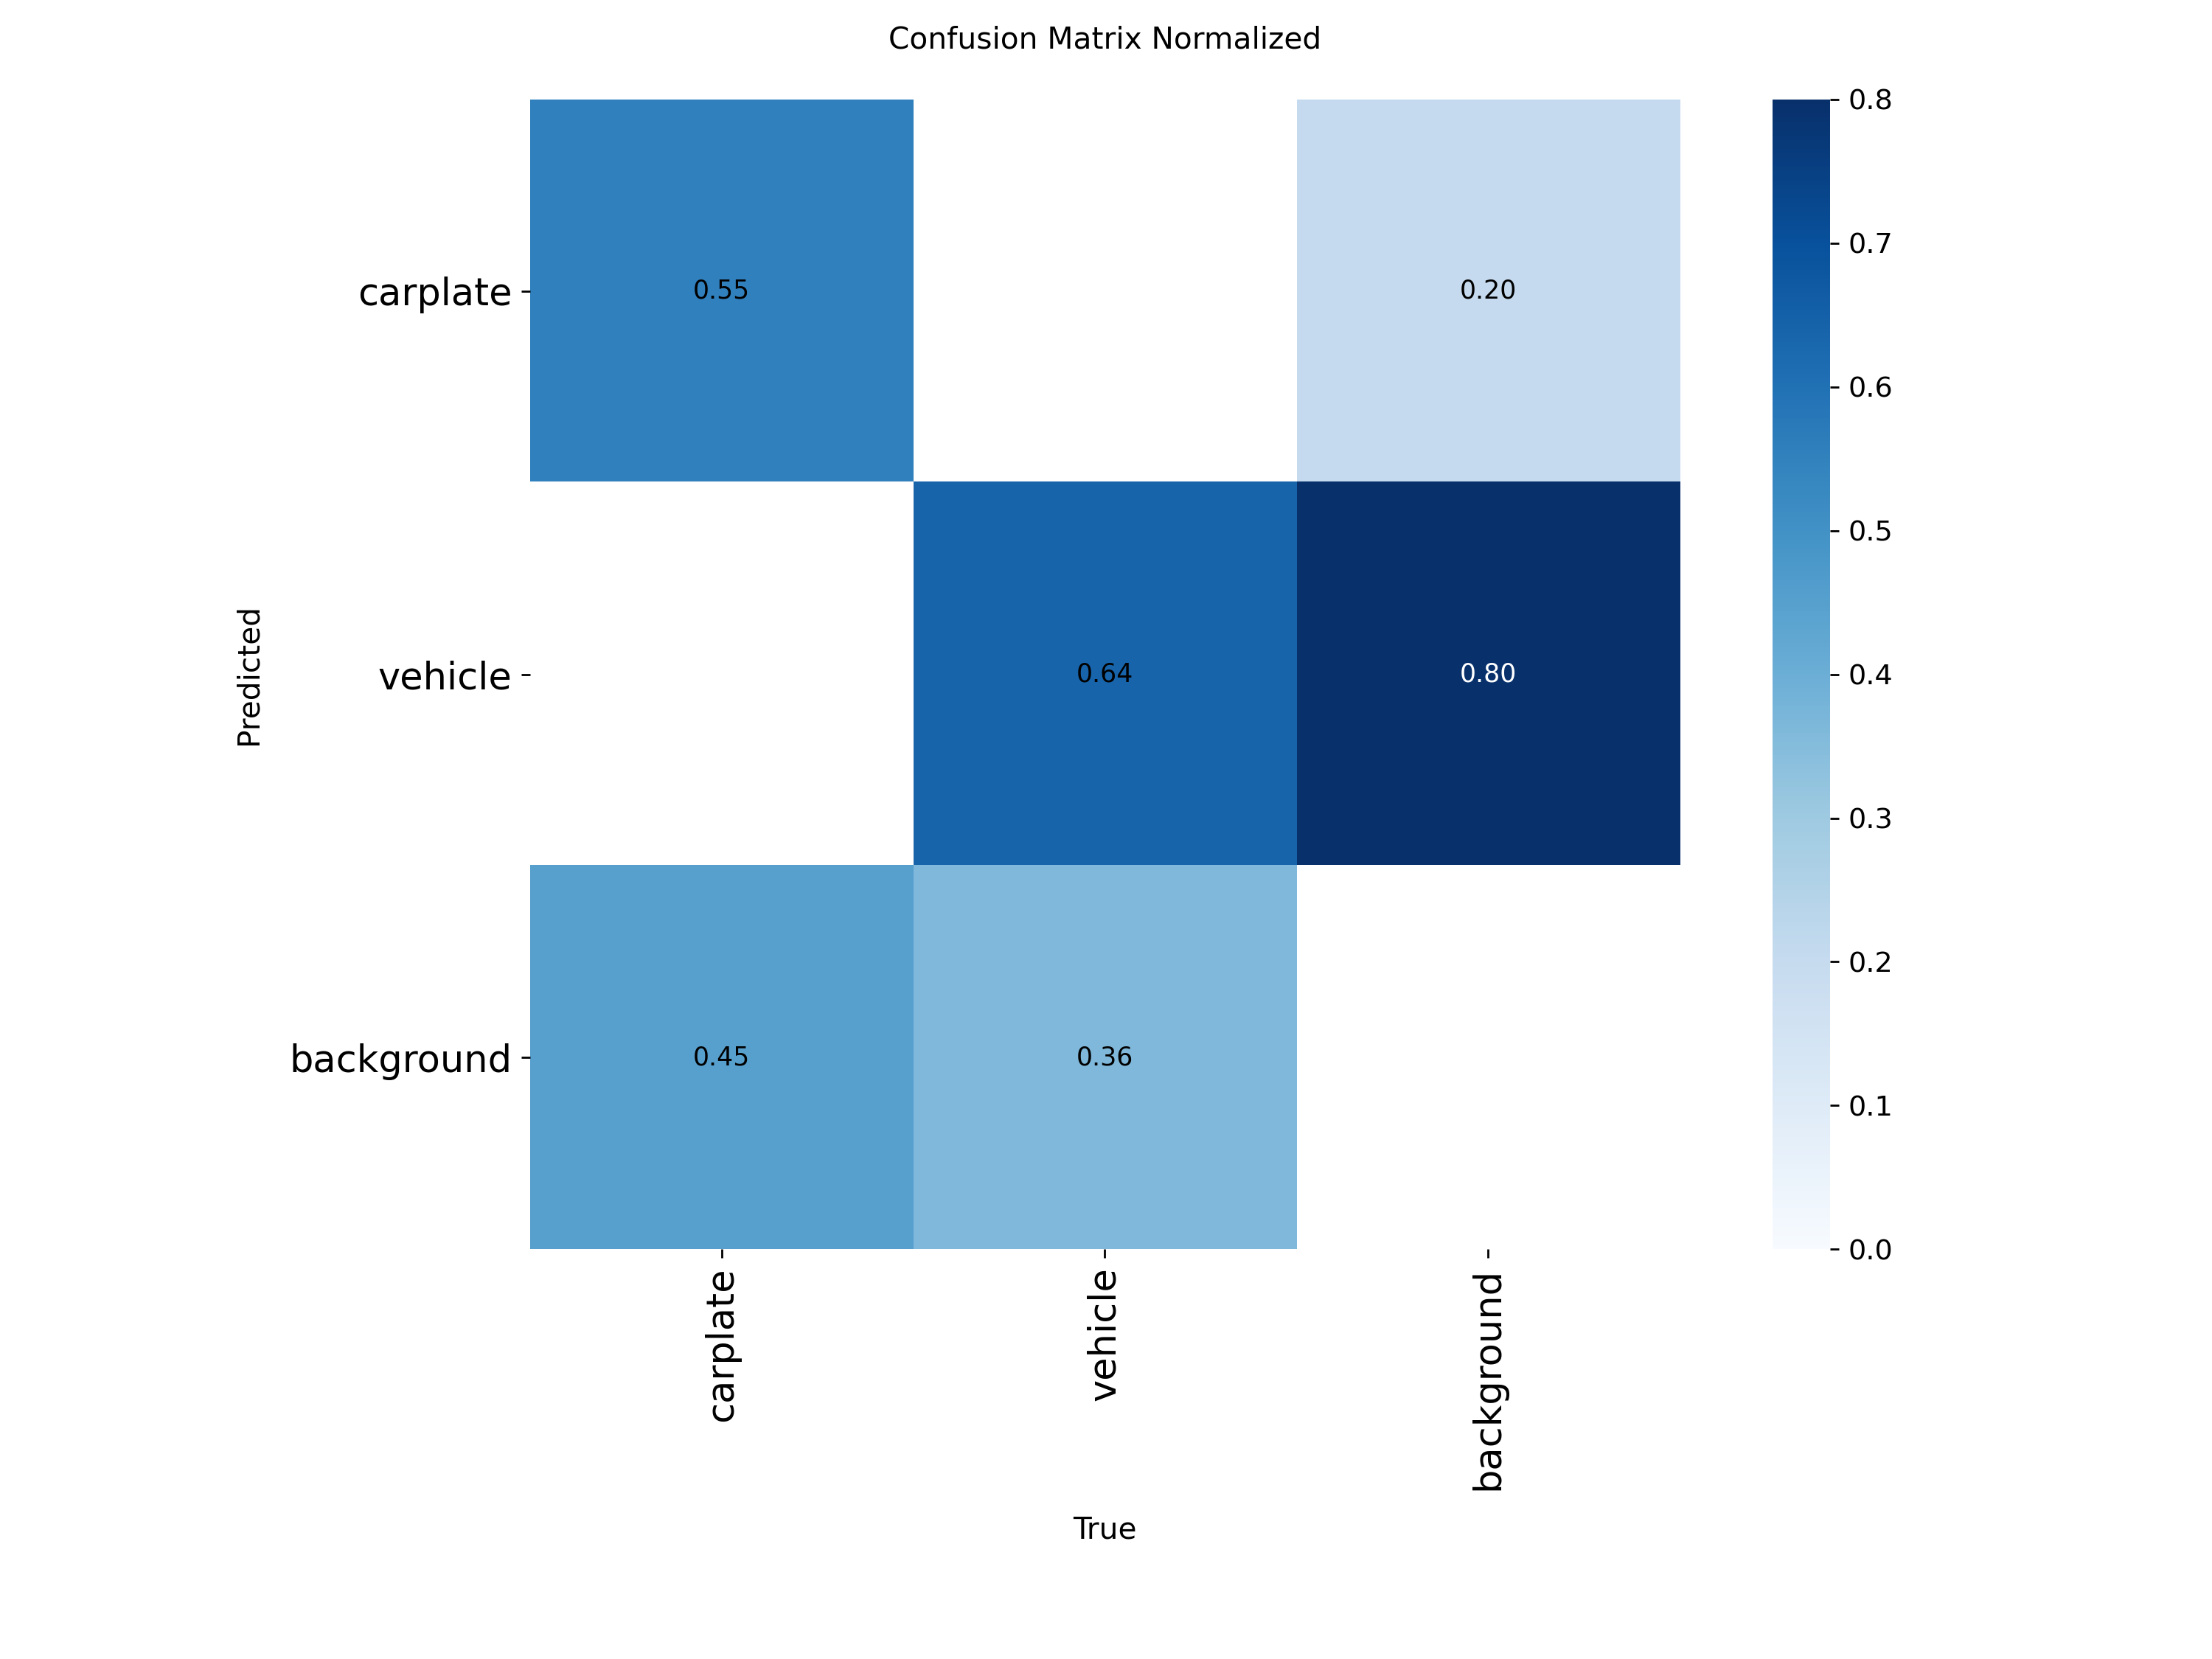 Confusion Matrix Normalized
carplate
vehicle
background
Predicted
0.55
0.20
0.64
0.80
0.45
0.36
carplate
vehicle
background
True
0.8
0.7
0.6
0.5
0.4
0.3
0.2
0.1
0.0